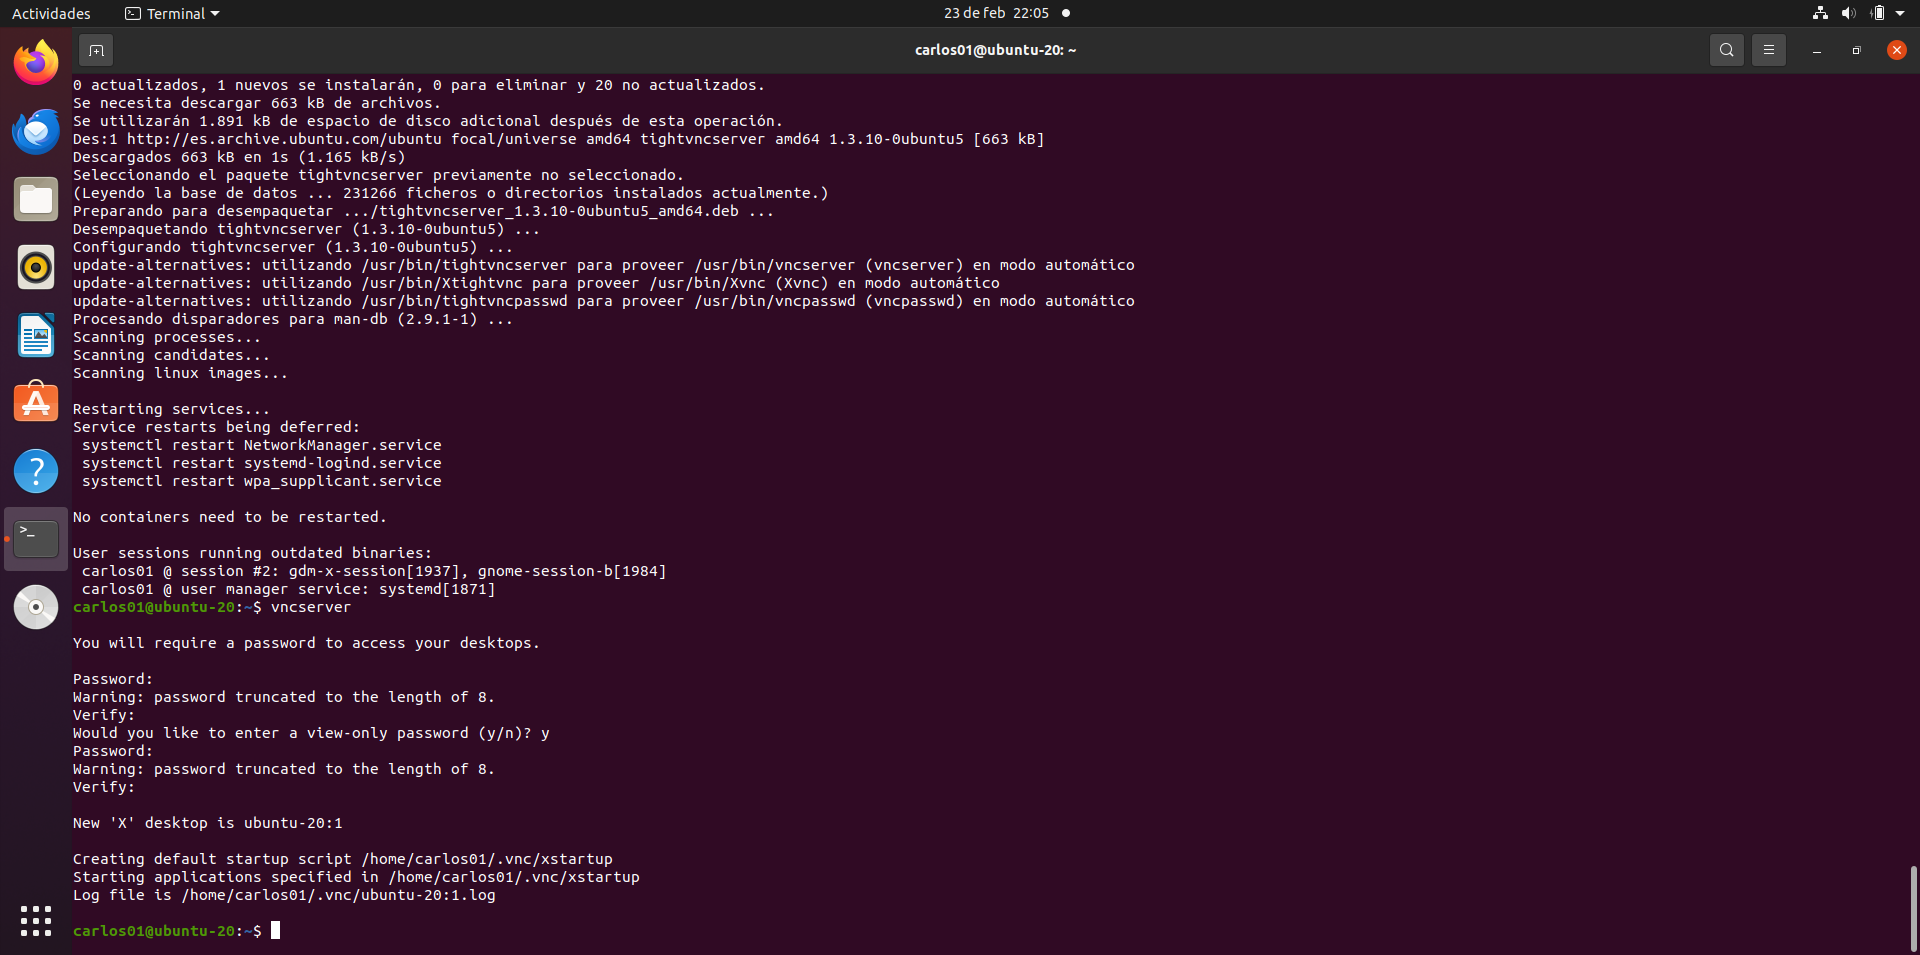 Actividades
Terminal
23 de feb 22:05
carlos01@ubuntu-20: ~
0 actualizados, 1 nuevos se instalarán, 0 para eliminar y 20 no actualizados.
Se necesita descargar 663 kB de archivos.
Se utilizarán 1.891 kB de espacio de disco adicional después de esta operación.
Des:1 http://es.archive.ubuntu.com/ubuntu focal/universe amd64 tightvncserver amd64 1.3.10-0ubuntu5 [663 kB]
Descargados 663 kB en 1s (1.165 kB/s)
Seleccionando el paquete tightvncserver previamente no seleccionado.
(Leyendo la base de datos ... 231266 ficheros o directorios instalados actualmente.)
Preparando para desempaquetar .../tightvncserver_1.3.10-0ubuntu5_amd64.deb ...
Desempaquetando tightvncserver (1.3.10-0ubuntu5) ...
Configurando tightvncserver (1.3.10-0ubuntu5) ...
update-alternatives: utilizando /usr/bin/tightvncserver para proveer /usr/bin/vncserver (vncserver) en modo automático
update-alternatives: utilizando /usr/bin/Xtightvnc para proveer /usr/bin/Xvnc (Xvnc) en modo automático
update-alternatives: utilizando /usr/bin/tightvncpasswd para proveer /usr/bin/vncpasswd (vncpasswd) en modo automático
Procesando disparadores para man-db (2.9.1-1) ...
Scanning processes...
Scanning candidates...
Scanning linux images...
Restarting services...
Service restarts being deferred:
 systemctl restart NetworkManager.service
 systemctl restart systemd-logind.service
 systemctl restart wpa_supplicant.service
No containers need to be restarted.
User sessions running outdated binaries:
 carlos01 @ session #2: gdm-x-session[1937], gnome-session-b[1984]
 carlos01 @ user manager service: systemd[1871]
carlos01@ubuntu-20:~$ vncserver
You will require a password to access your desktops.
Password:
Warning: password truncated to the length of 8.
Verify:
Would you like to enter a view-only password (y/n)? y
Password:
Warning: password truncated to the length of 8.
Verify:
New 'X' desktop is ubuntu-20:1
Creating default startup script /home/carlos01/.vnc/xstartup
Starting applications specified in /home/carlos01/.vnc/xstartup
Log file is /home/carlos01/.vnc/ubuntu-20:1.log
carlos01@ubuntu-20:~$